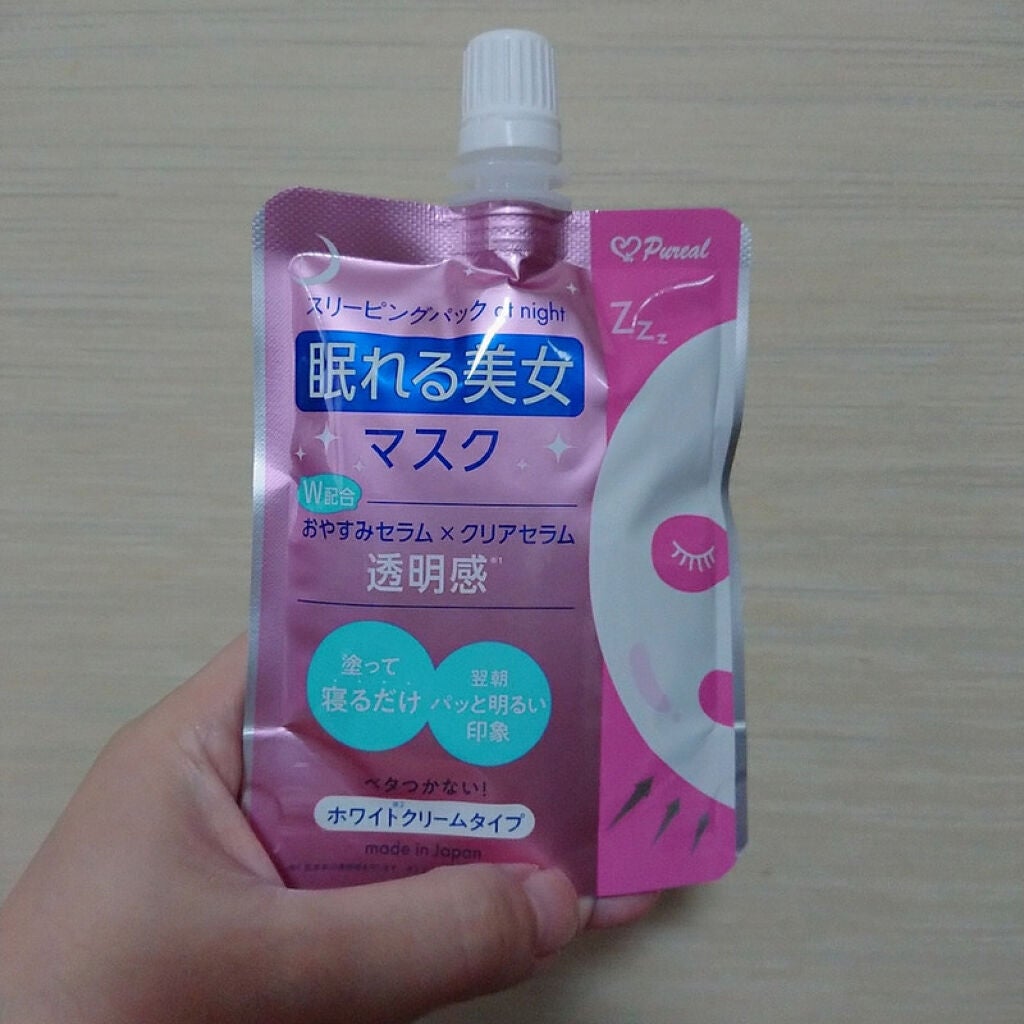 Pureal
Zzz
スリーピングパック at night
眠れる美女
マスク
W配合
おやすみセラム×クリアセラム
透明感※1
塗って
寝るだけ
翌朝
パッと明るい
印象
ベタつかない!
ホワイト※2クリームタイプ
made in Japan